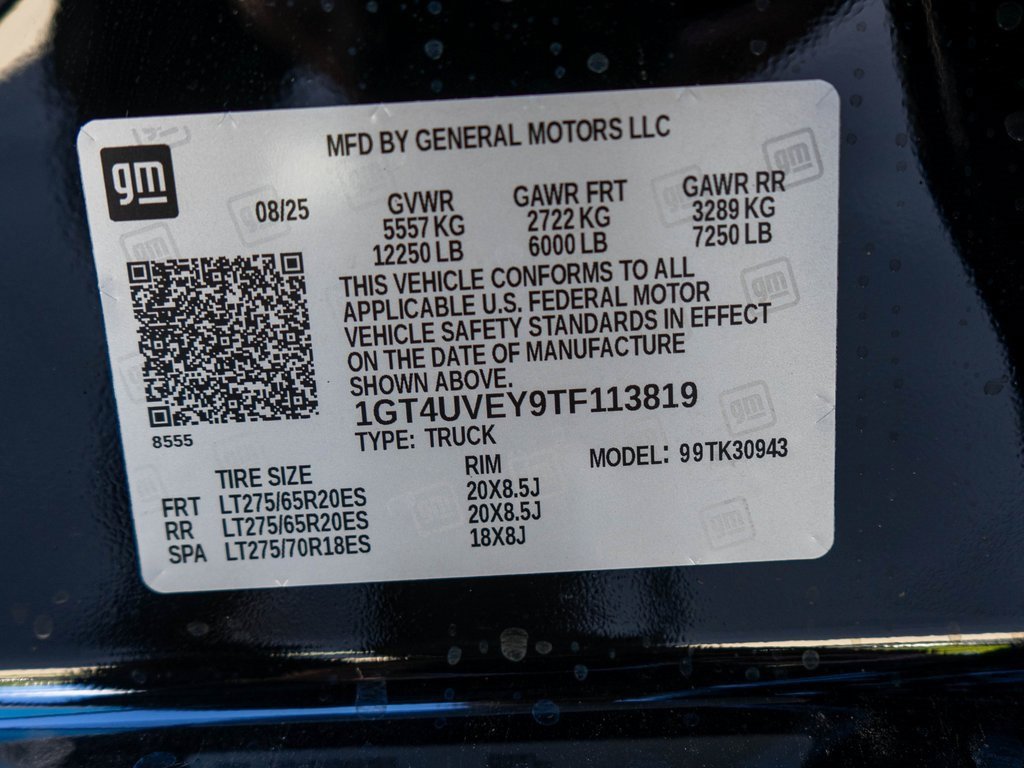 MFD BY GENERAL MOTORS LLC
gm
08/25
GVWR GAWR FRT GAWR RR
5557 KG 2722 KG 3289 KG
12250 LB 6000 LB 7250 LB
THIS VEHICLE CONFORMS TO ALL
APPLICABLE U.S. FEDERAL MOTOR
VEHICLE SAFETY STANDARDS IN EFFECT
ON THE DATE OF MANUFACTURE
SHOWN ABOVE.
1GT4UVEY9TF113819
8555
TYPE: TRUCK
MODEL: 99TK30943
TIRE SIZE RIM
FRT LT275/65R20ES 20X8.5J
RR LT275/65R20ES 20X8.5J
SPA LT275/70R18ES 18X8J